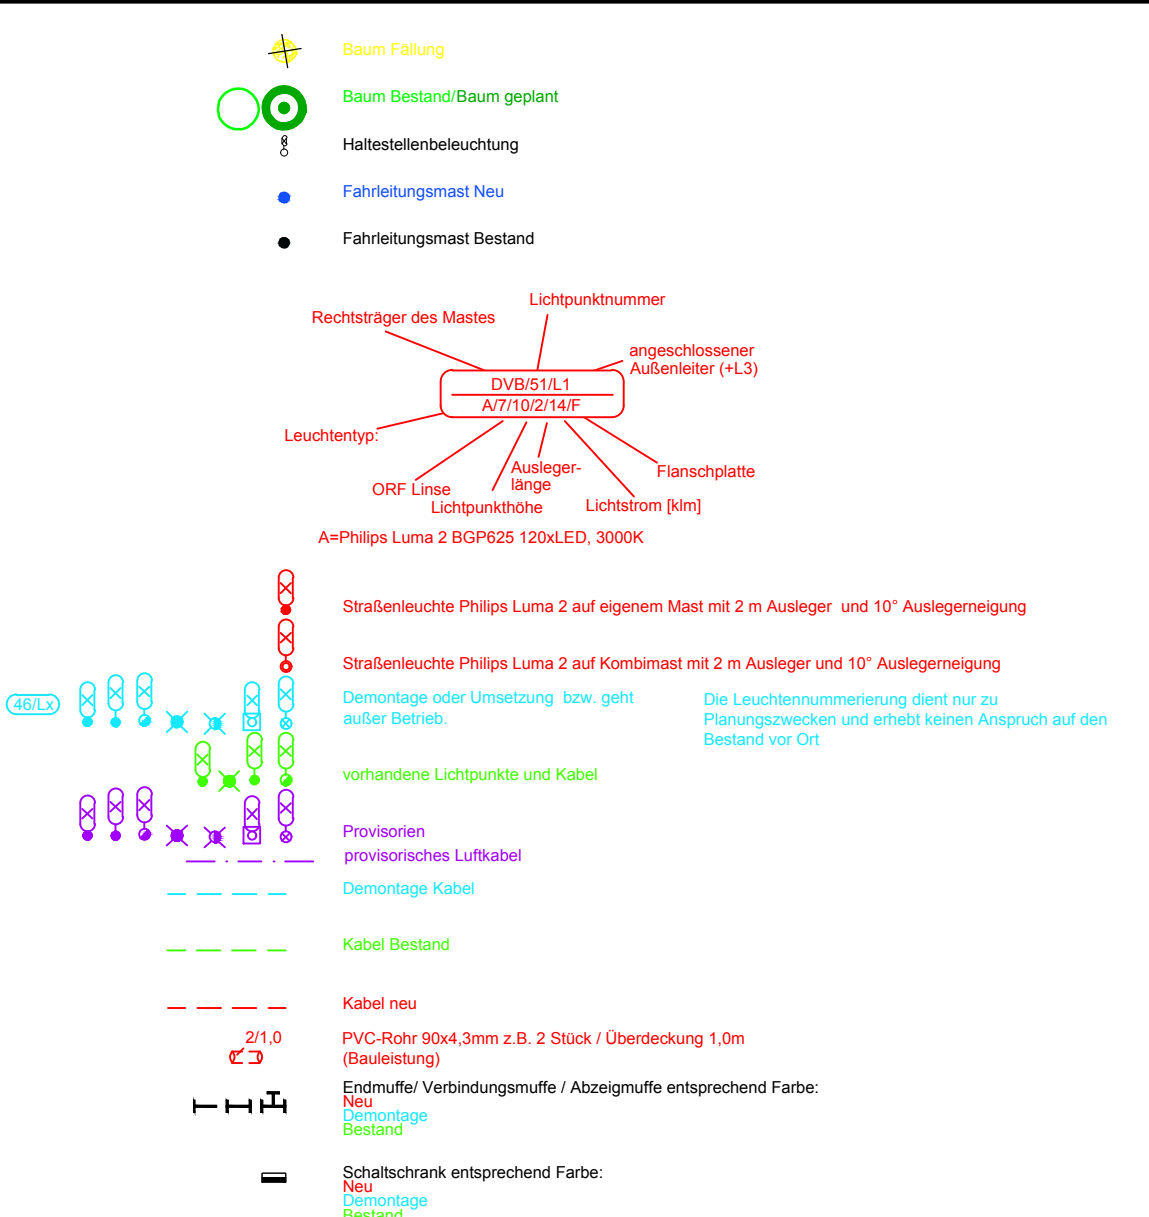 Baum Fällung
Baum Bestand/Baum geplant
Haltestellenbeleuchtung
Fahrleitungsmast Neu
Fahrleitungsmast Bestand
Lichtpunktnummer
Rechtsträger des Mastes
angeschlossener
Außenleiter (+L3)
DVB/51/L1
A/7/10/2/14/F
Leuchtentyp:
Ausleger-
länge
Flanschplatte
ORF Linse
Lichtpunkthöhe
Lichtstrom [klm]
A=Philips Luma 2 BGP625 120xLED, 3000K
Straßenleuchte Philips Luma 2 auf eigenem Mast mit 2 m Ausleger  und 10° Auslegerneigung
Straßenleuchte Philips Luma 2 auf Kombimast mit 2 m Ausleger und 10° Auslegerneigung
46/Lx
Demontage oder Umsetzung  bzw. geht
außer Betrieb.
Die Leuchtennummerierung dient nur zu
Planungszwecken und erhebt keinen Anspruch auf den
Bestand vor Ort
vorhandene Lichtpunkte und Kabel
Provisorien
provisorisches Luftkabel
Demontage Kabel
Kabel Bestand
Kabel neu
2/1,0
PVC-Rohr 90x4,3mm z.B. 2 Stück / Überdeckung 1,0m
(Bauleistung)
Endmuffe/ Verbindungsmuffe / Abzeigmuffe entsprechend Farbe:
Neu
Demontage
Bestand
Schaltschrank entsprechend Farbe:
Neu
Demontage
Bestand